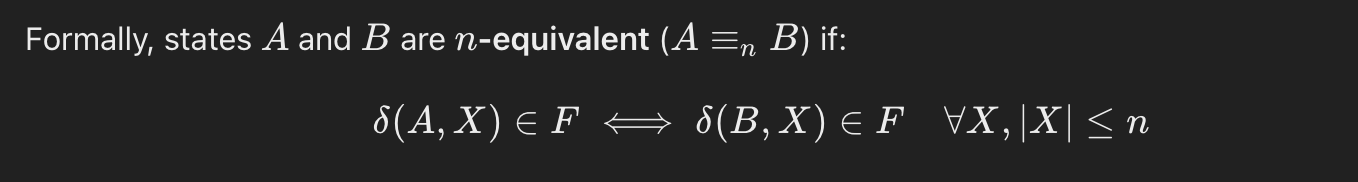 Formally, states A and B are n-equivalent (A ≡ₙ B) if:
δ(A, X) ∈ F ⟺ δ(B, X) ∈ F ∀X, |X| ≤ n